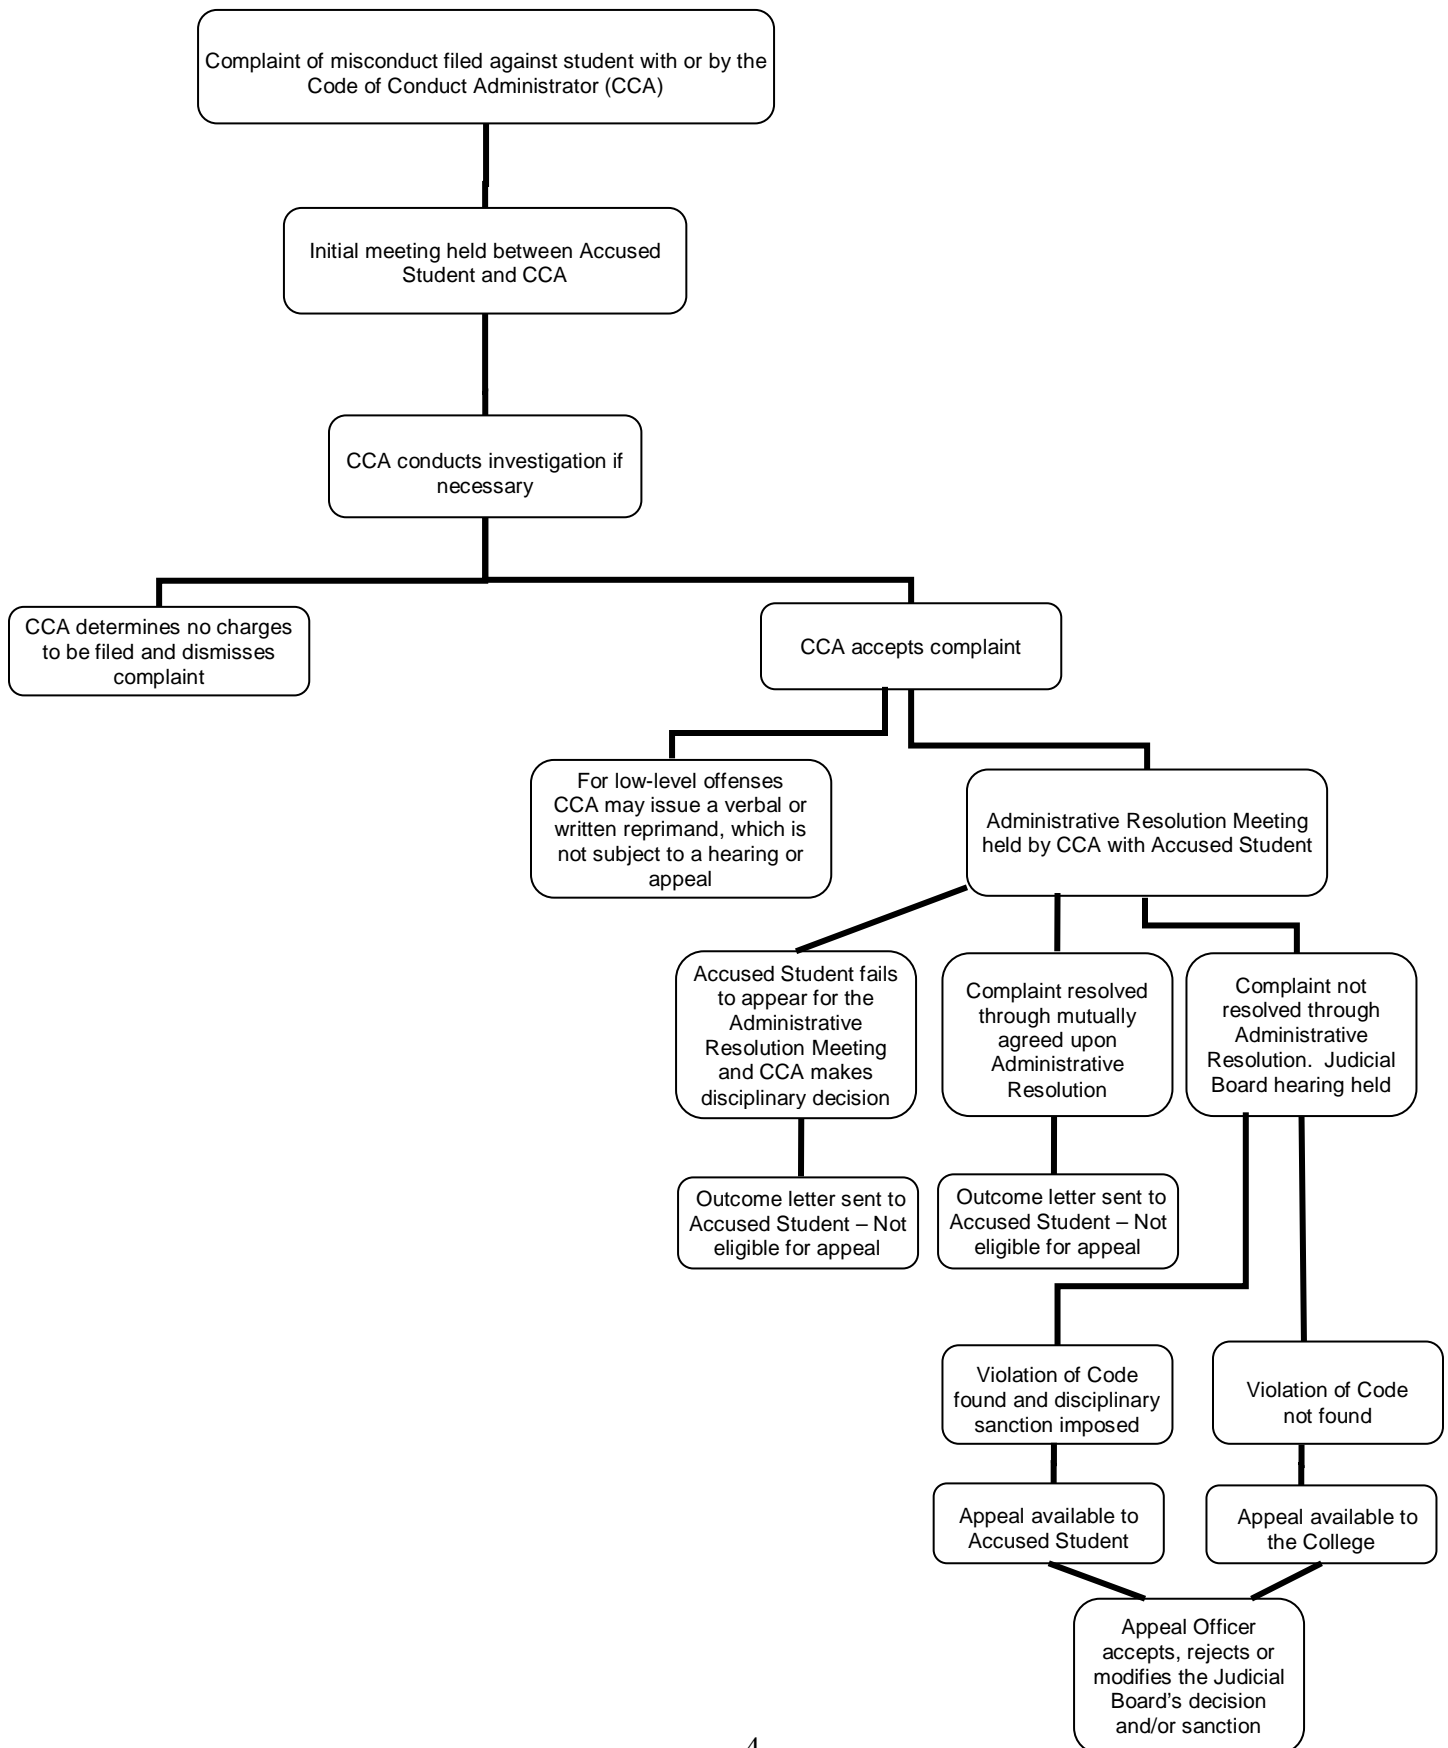 Complaint of misconduct filed against student with or by the
Code of Conduct Administrator (CCA)
Initial meeting held between Accused
Student and CCA
CCA conducts investigation if
necessary
CCA determines no charges
to be filed and dismisses
complaint
CCA accepts complaint
For low-level offenses
CCA may issue a verbal or
written reprimand, which is
not subject to a hearing or
appeal
Administrative Resolution Meeting
held by CCA with Accused Student
Accused Student fails
to appear for the
Administrative
Resolution Meeting
and CCA makes
disciplinary decision
Complaint resolved
through mutually
agreed upon
Administrative
Resolution
Complaint not
resolved through
Administrative
Resolution.  Judicial
Board hearing held
Outcome letter sent to
Accused Student – Not
eligible for appeal
Outcome letter sent to
Accused Student – Not
eligible for appeal
Violation of Code
found and disciplinary
sanction imposed
Violation of Code
not found
Appeal available to
Accused Student
Appeal available to
the College
Appeal Officer
accepts, rejects or
modifies the Judicial
Board's decision
and/or sanction
4